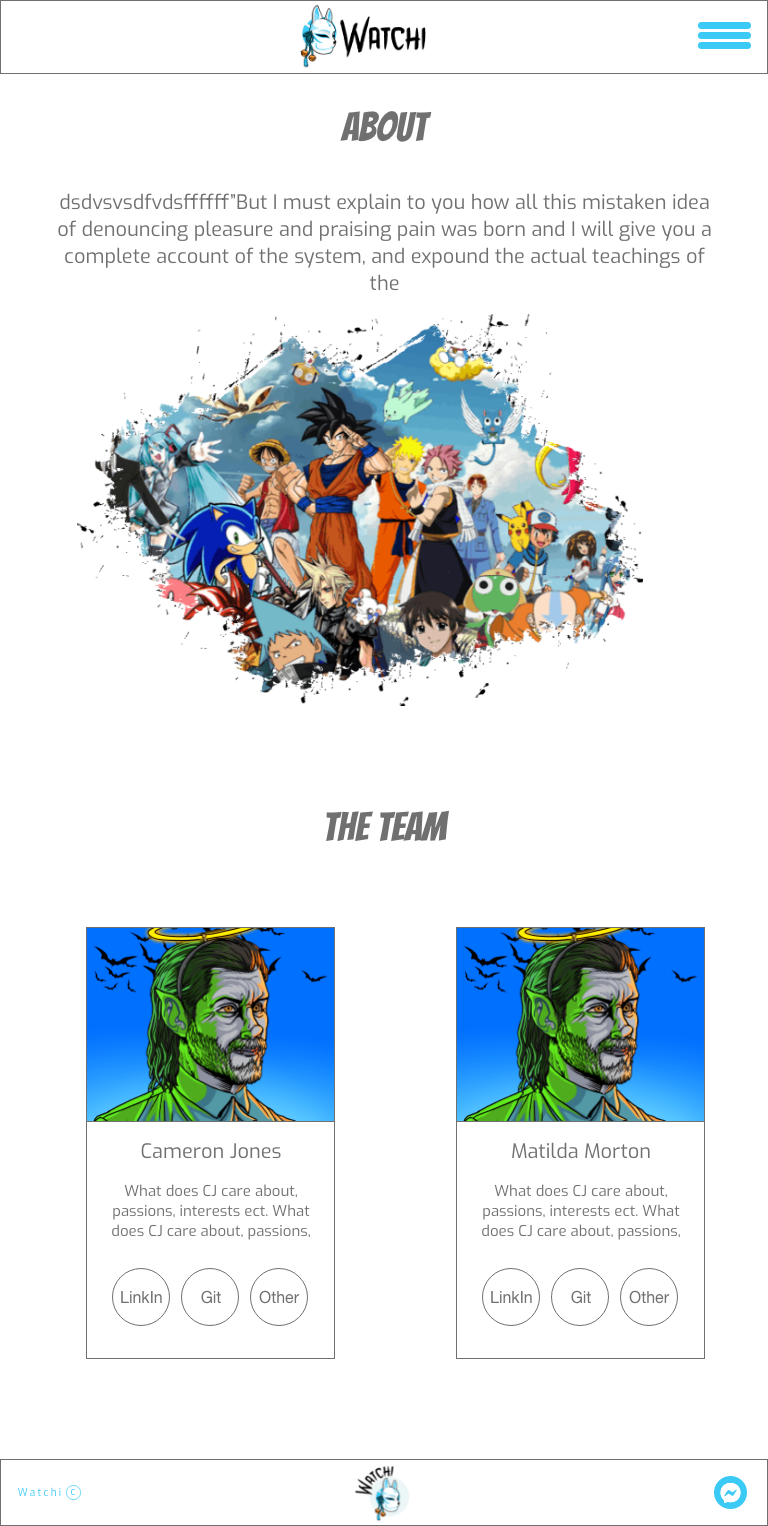 WATCHI
ABOUT
dsdvsvsdfvdsffffff"But I must explain to you how all this mistaken idea
of denouncing pleasure and praising pain was born and I will give you a
complete account of the system, and expound the actual teachings of
the
THE TEAM
Cameron Jones
What does CJ care about,
passions, interests ect. What
does CJ care about, passions,
LinkIn Git Other
Matilda Morton
What does CJ care about,
passions, interests ect. What
does CJ care about, passions,
LinkIn Git Other
Watchi ©
WATCHI